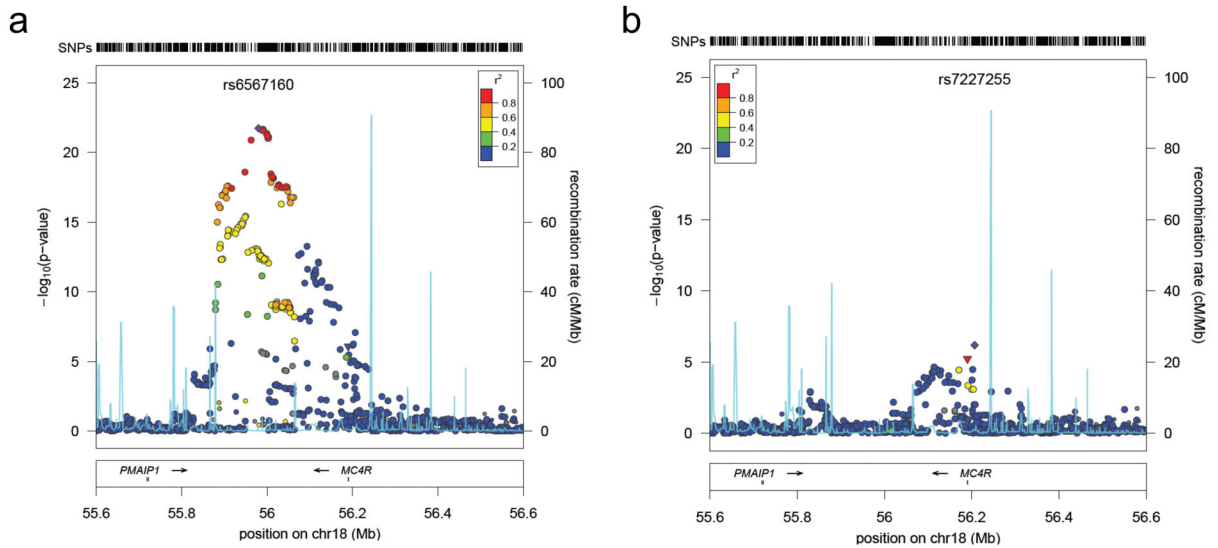 a
SNPs
rs6567160
r²
0.8
0.6
0.4
0.2
25
20
15
10
5
0
−log₁₀(p−value)
100
80
60
40
20
0
recombination rate (cM/Mb)
PMAIP1 → ← MC4R
55.6 55.8 56 56.2 56.4 56.6
position on chr18 (Mb)
b
SNPs
rs7227255
r²
0.8
0.6
0.4
0.2
25
20
15
10
5
0
−log₁₀(p−value)
100
80
60
40
20
0
recombination rate (cM/Mb)
PMAIP1 → ← MC4R
55.6 55.8 56 56.2 56.4 56.6
position on chr18 (Mb)